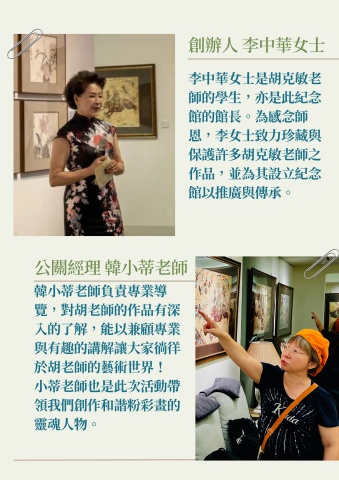 創辦人 李中華女士
李中華女士是胡克敏老
師的學生，亦是此紀念
館的館長。為感念師
恩，李女士致力珍藏與
保護許多胡克敏老師之
作品，並為其設立紀念
館以推廣與傳承。
公關經理 韓小蒂老師
韓小蒂老師負責專業導
覽，對胡老師的作品有深
入的了解，能以兼顧專業
與有趣的講解讓大家徜徉
於胡老師的藝術世界！
小蒂老師也是此次活動帶
領我們創作和諧粉彩畫的
靈魂人物。